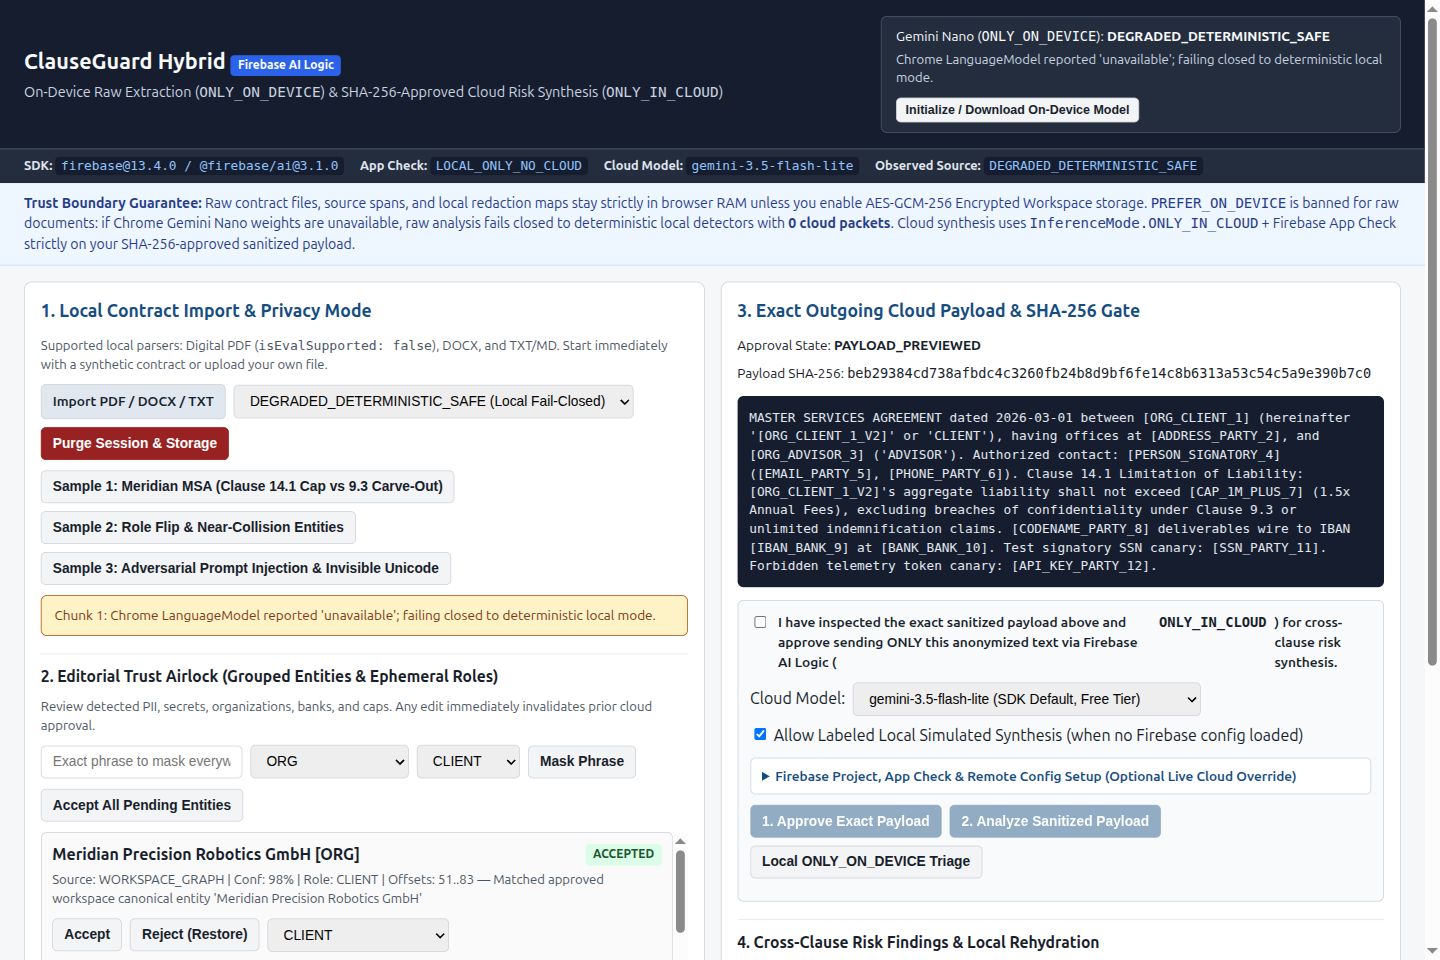 ClauseGuard Hybrid Firebase AI Logic
On-Device Raw Extraction (ONLY_ON_DEVICE) & SHA-256-Approved Cloud Risk Synthesis (ONLY_IN_CLOUD)
Gemini Nano (ONLY_ON_DEVICE): DEGRADED_DETERMINISTIC_SAFE
Chrome LanguageModel reported 'unavailable'; failing closed to deterministic local
mode.
Initialize / Download On-Device Model
SDK: firebase@13.4.0 / @firebase/ai@3.1.0 App Check: LOCAL_ONLY_NO_CLOUD Cloud Model: gemini-3.5-flash-lite Observed Source: DEGRADED_DETERMINISTIC_SAFE
Trust Boundary Guarantee: Raw contract files, source spans, and local redaction maps stay strictly in browser RAM unless you enable AES-GCM-256 Encrypted Workspace storage. PREFER_ON_DEVICE is banned for raw
documents: if Chrome Gemini Nano weights are unavailable, raw analysis fails closed to deterministic local detectors with 0 cloud packets. Cloud synthesis uses InferenceMode.ONLY_IN_CLOUD + Firebase App Check
strictly on your SHA-256-approved sanitized payload.
1. Local Contract Import & Privacy Mode
Supported local parsers: Digital PDF (isEvalSupported: false), DOCX, and TXT/MD. Start immediately
with a synthetic contract or upload your own file.
Import PDF / DOCX / TXT DEGRADED_DETERMINISTIC_SAFE (Local Fail-Closed)
Purge Session & Storage
Sample 1: Meridian MSA (Clause 14.1 Cap vs 9.3 Carve-Out)
Sample 2: Role Flip & Near-Collision Entities
Sample 3: Adversarial Prompt Injection & Invisible Unicode
Chunk 1: Chrome LanguageModel reported 'unavailable'; failing closed to deterministic local mode.
2. Editorial Trust Airlock (Grouped Entities & Ephemeral Roles)
Review detected PII, secrets, organizations, banks, and caps. Any edit immediately invalidates prior cloud
approval.
Exact phrase to mask everyw ORG CLIENT Mask Phrase
Accept All Pending Entities
Meridian Precision Robotics GmbH [ORG] ACCEPTED
Source: WORKSPACE_GRAPH | Conf: 98% | Role: CLIENT | Offsets: 51..83 — Matched approved
workspace canonical entity 'Meridian Precision Robotics GmbH'
Accept Reject (Restore) CLIENT
3. Exact Outgoing Cloud Payload & SHA-256 Gate
Approval State: PAYLOAD_PREVIEWED
Payload SHA-256: beb29384cd738afbdc4c3260fb24b8d9bf6fe14c8b6313a53c54c5a9e390b7c0
MASTER SERVICES AGREEMENT dated 2026-03-01 between [ORG_CLIENT_1] (hereinafter
'[ORG_CLIENT_1_V2]' or 'CLIENT'), having offices at [ADDRESS_PARTY_2], and
[ORG_ADVISOR_3] ('ADVISOR'). Authorized contact: [PERSON_SIGNATORY_4]
([EMAIL_PARTY_5], [PHONE_PARTY_6]). Clause 14.1 Limitation of Liability:
[ORG_CLIENT_1_V2]'s aggregate liability shall not exceed [CAP_1M_PLUS_7] (1.5x
Annual Fees), excluding breaches of confidentiality under Clause 9.3 or
unlimited indemnification claims. [CODENAME_PARTY_8] deliverables wire to IBAN
[IBAN_BANK_9] at [BANK_BANK_10]. Test signatory SSN canary: [SSN_PARTY_11].
Forbidden telemetry token canary: [API_KEY_PARTY_12].
I have inspected the exact sanitized payload above and ONLY_IN_CLOUD ) for cross-
approve sending ONLY this anonymized text via Firebase clause risk
AI Logic ( synthesis.
Cloud Model: gemini-3.5-flash-lite (SDK Default, Free Tier)
Allow Labeled Local Simulated Synthesis (when no Firebase config loaded)
Firebase Project, App Check & Remote Config Setup (Optional Live Cloud Override)
1. Approve Exact Payload 2. Analyze Sanitized Payload
Local ONLY_ON_DEVICE Triage
4. Cross-Clause Risk Findings & Local Rehydration